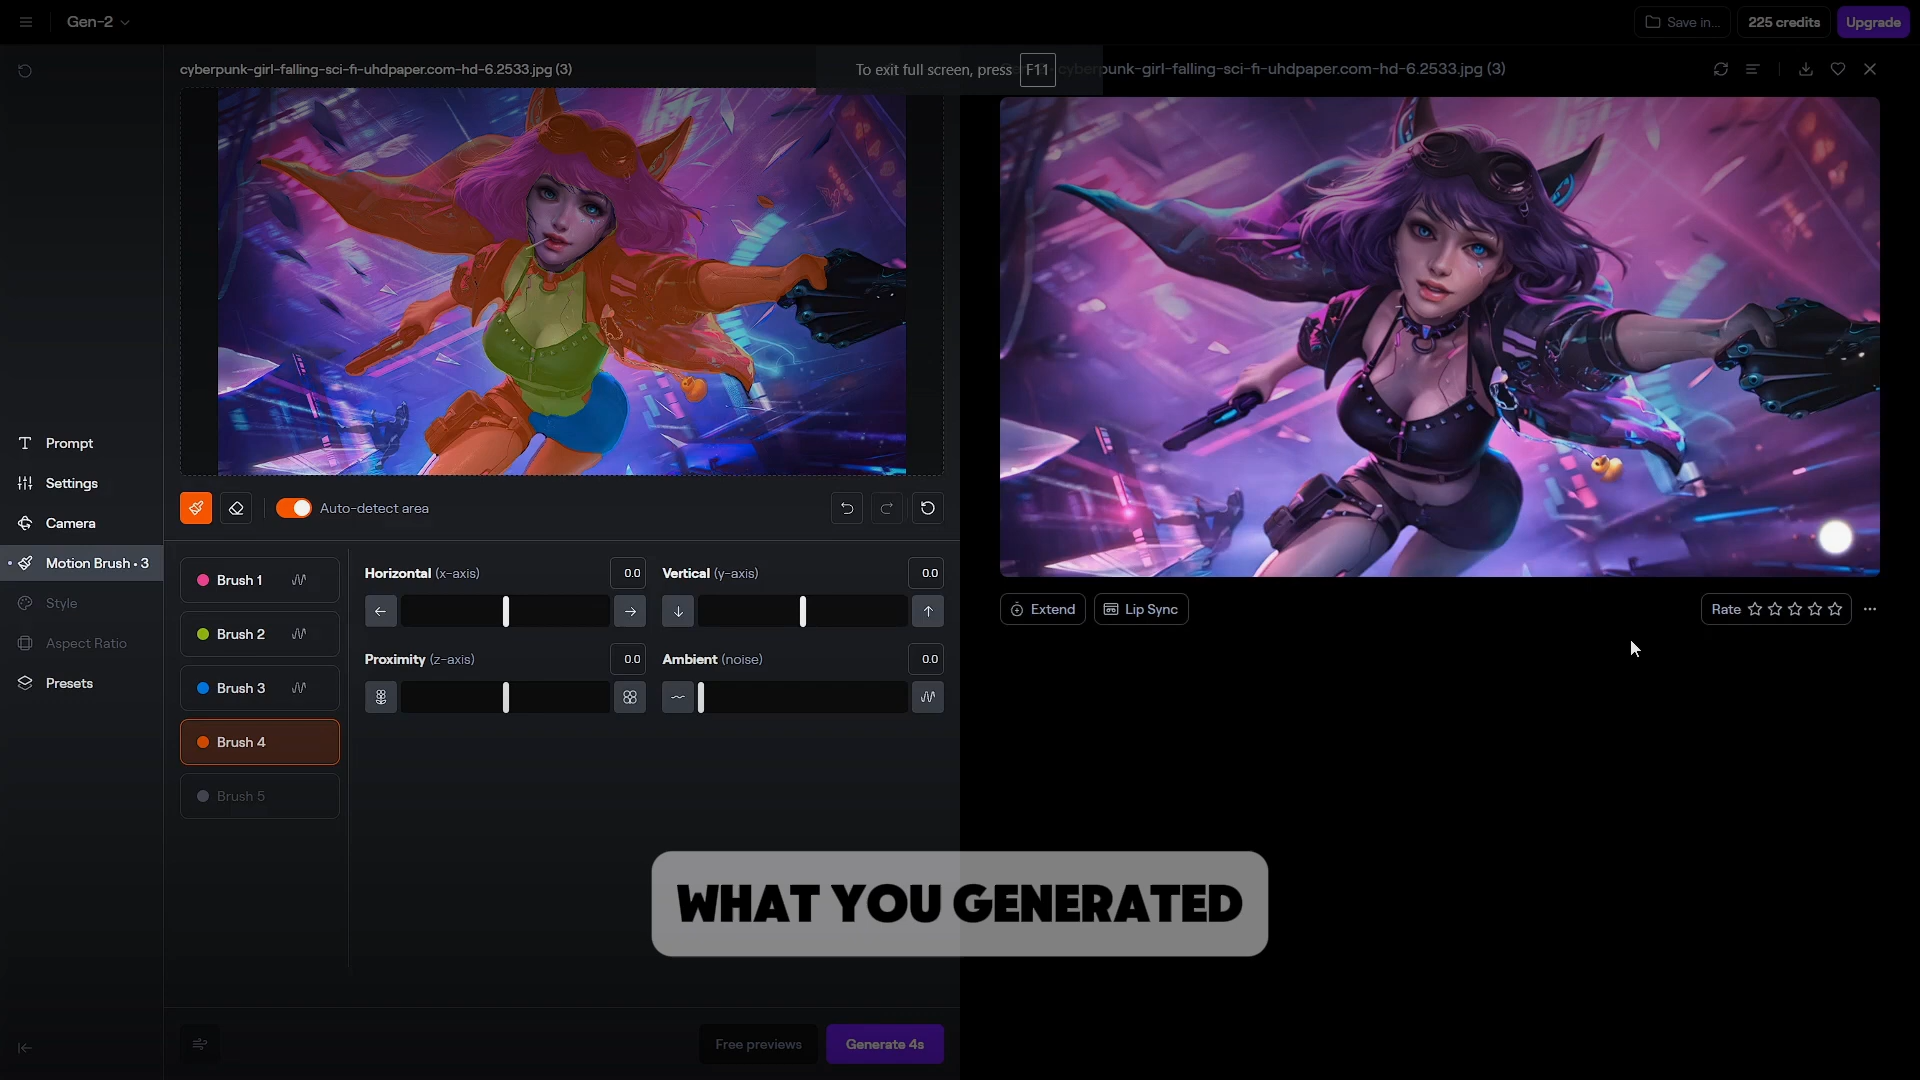 Gen-2
Save in...
225 credits
Upgrade
cyberpunk-girl-falling-sci-fi-uhdpaper.com-hd-6.2533.jpg (3)
To exit full screen, press F11
cyberpunk-girl-falling-sci-fi-uhdpaper.com-hd-6.2533.jpg (3)
Prompt
Settings
Camera
Motion Brush • 3
Style
Aspect Ratio
Presets
Auto-detect area
Brush 1
Brush 2
Brush 3
Brush 4
Brush 5
Horizontal (x-axis) 0.0
Vertical (y-axis) 0.0
Proximity (z-axis) 0.0
Ambient (noise) 0.0
Extend
Lip Sync
Rate
WHAT YOU GENERATED
Free previews
Generate 4s